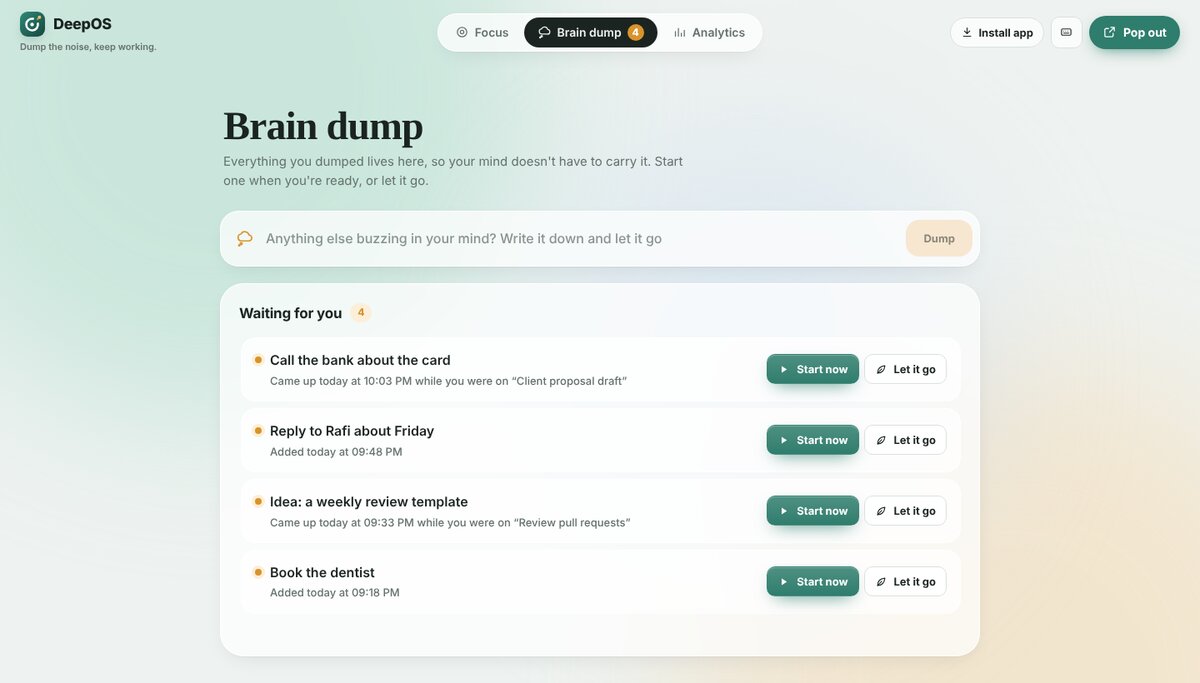 DeepOS
Dump the noise, keep working.
Focus
Brain dump 4
Analytics
Install app
Pop out
Brain dump
Everything you dumped lives here, so your mind doesn't have to carry it. Start
one when you're ready, or let it go.
Anything else buzzing in your mind? Write it down and let it go
Dump
Waiting for you 4
Call the bank about the card
Came up today at 10:03 PM while you were on “Client proposal draft”
Start now
Let it go
Reply to Rafi about Friday
Added today at 09:48 PM
Start now
Let it go
Idea: a weekly review template
Came up today at 09:33 PM while you were on “Review pull requests”
Start now
Let it go
Book the dentist
Added today at 09:18 PM
Start now
Let it go